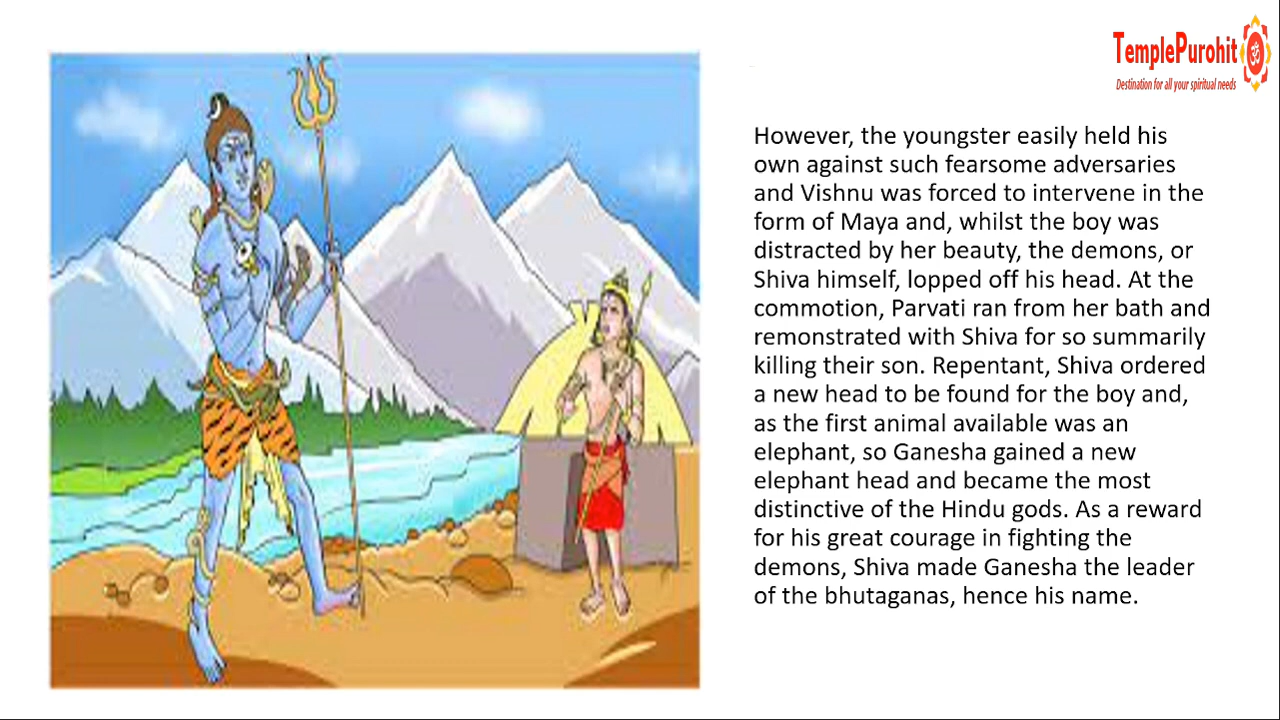 TemplePurohit
Destination for all your spiritual needs
However, the youngster easily held his
own against such fearsome adversaries
and Vishnu was forced to intervene in the
form of Maya and, whilst the boy was
distracted by her beauty, the demons, or
Shiva himself, lopped off his head. At the
commotion, Parvati ran from her bath and
remonstrated with Shiva for so summarily
killing their son. Repentant, Shiva ordered
a new head to be found for the boy and,
as the first animal available was an
elephant, so Ganesha gained a new
elephant head and became the most
distinctive of the Hindu gods. As a reward
for his great courage in fighting the
demons, Shiva made Ganesha the leader
of the bhutaganas, hence his name.